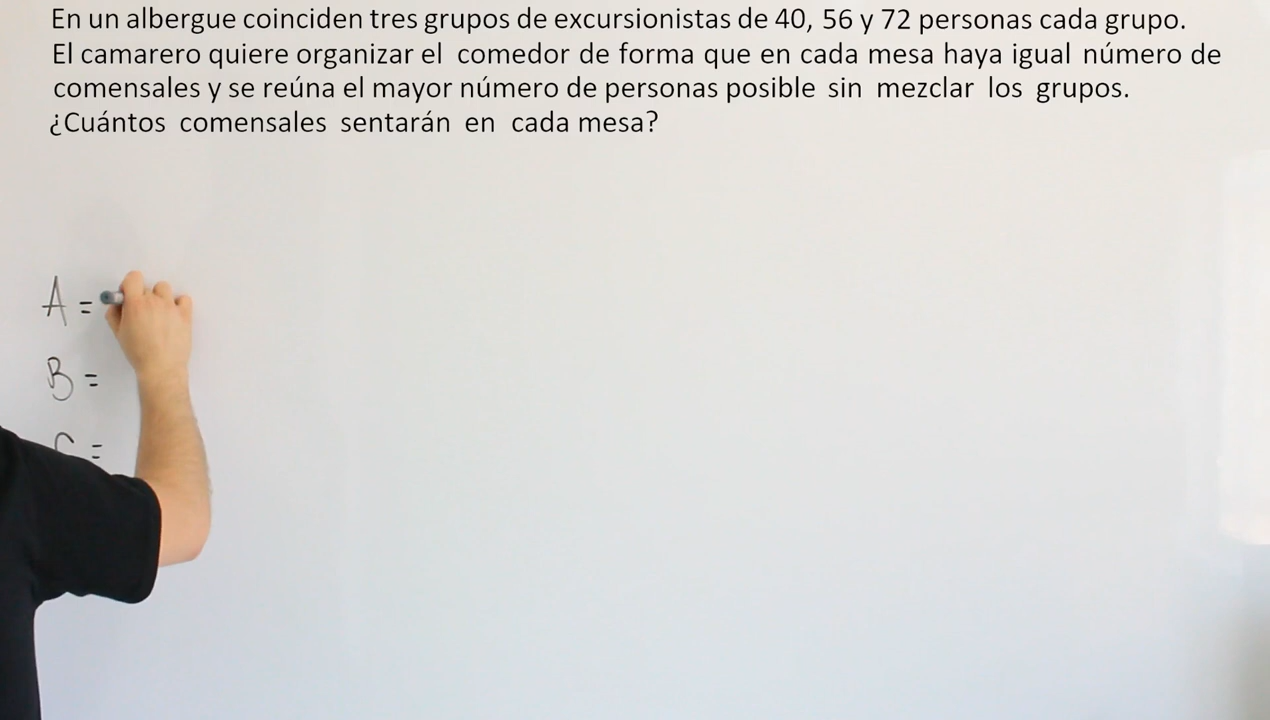 En un albergue coinciden tres grupos de excursionistas de 40, 56 y 72 personas cada grupo.
El camarero quiere organizar el comedor de forma que en cada mesa haya igual número de
comensales y se reúna el mayor número de personas posible sin mezclar los grupos.
¿Cuántos comensales sentarán en cada mesa?
A =
B =
C =